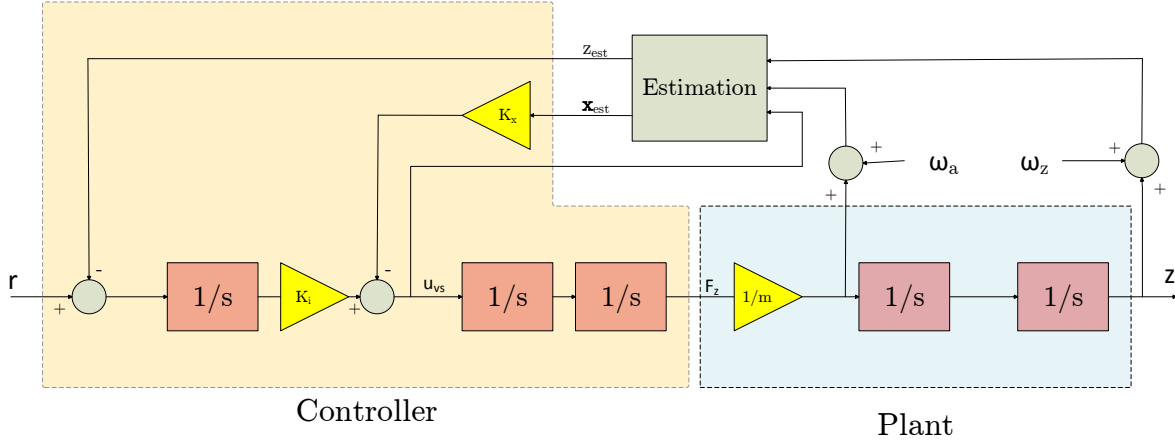 z_est
Estimation
K_x
x_est
+
+
ω_a
ω_z
+
+
+
+
r
-
-
z
1/s
K_i
u_vs
1/s
1/s
F_z
1/m
1/s
1/s
+
+
Controller
Plant